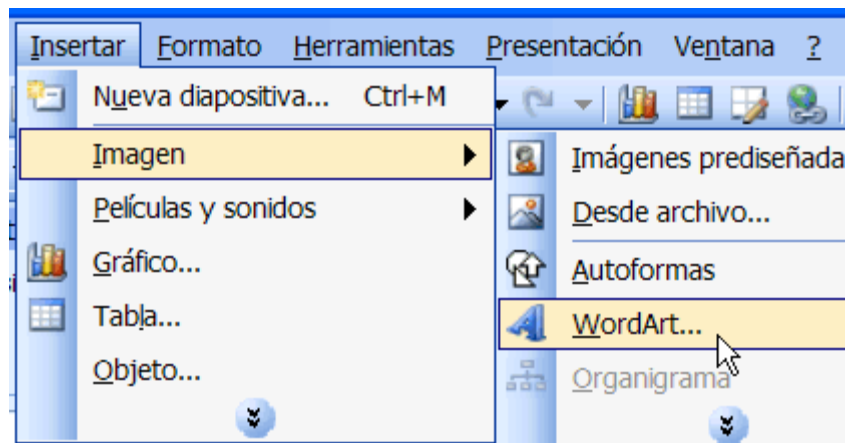 Insertar Formato Herramientas Presentación Ventana ?
Nueva diapositiva... Ctrl+M
Imagen
Películas y sonidos
Gráfico...
Tabla...
Objeto...
Imágenes prediseñada
Desde archivo...
Autoformas
WordArt...
Organigrama